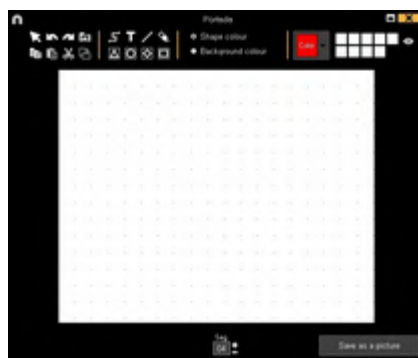 Portada
Shape colour
Background colour
Color
Save as a picture